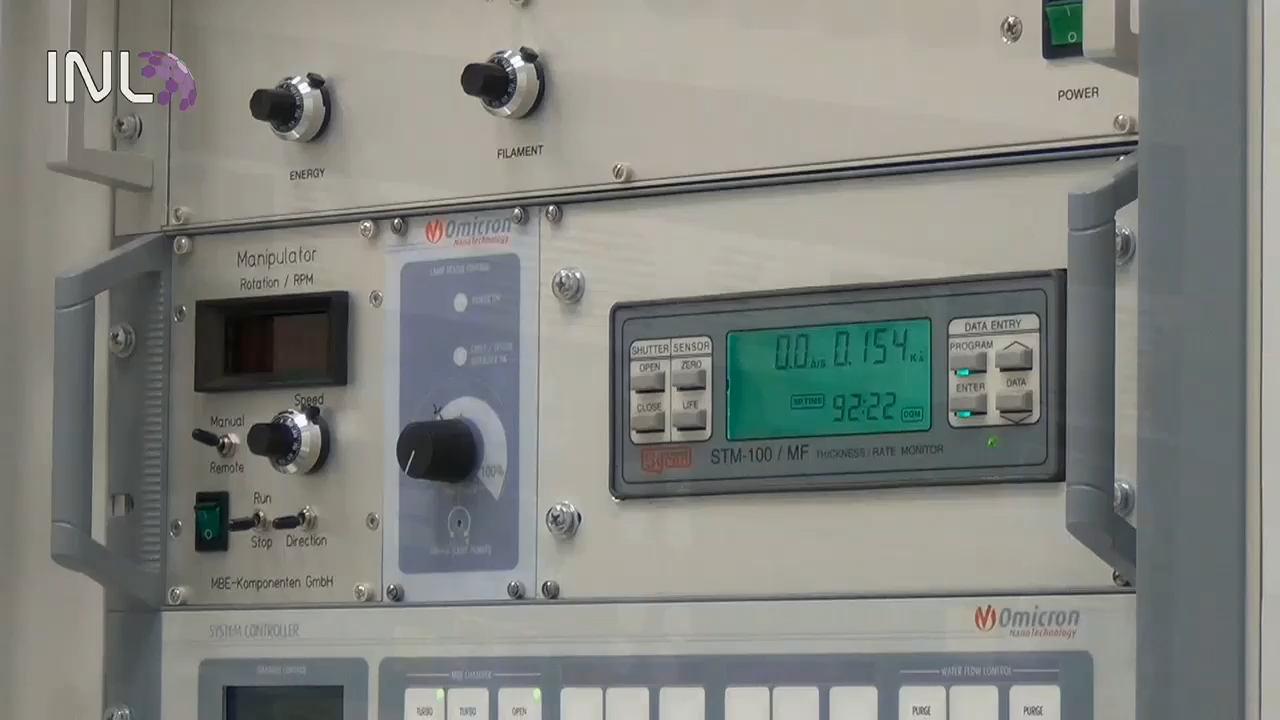 INL
ENERGY
FILAMENT
POWER
O
Manipulator
Rotation / RPM
Speed
Manual
Remote
Run
Stop
Direction
MBE-Komponenten GmbH
Omicron
NanoTechnology
100%
SHUTTER
SENSOR
OPEN
ZERO
CLOSE
LIFE
0.0 Å/S 0.154 KÅ
92:22
STM-100 / MF THICKNESS / RATE MONITOR
DATA ENTRY
PROGRAM
ENTER
DATA
SYSTEM CONTROLLER
Omicron
NanoTechnology
MBE CHAMBER
WATER FLOW CONTROL
TURBO
TURBO
OPEN
PURGE
PURGE